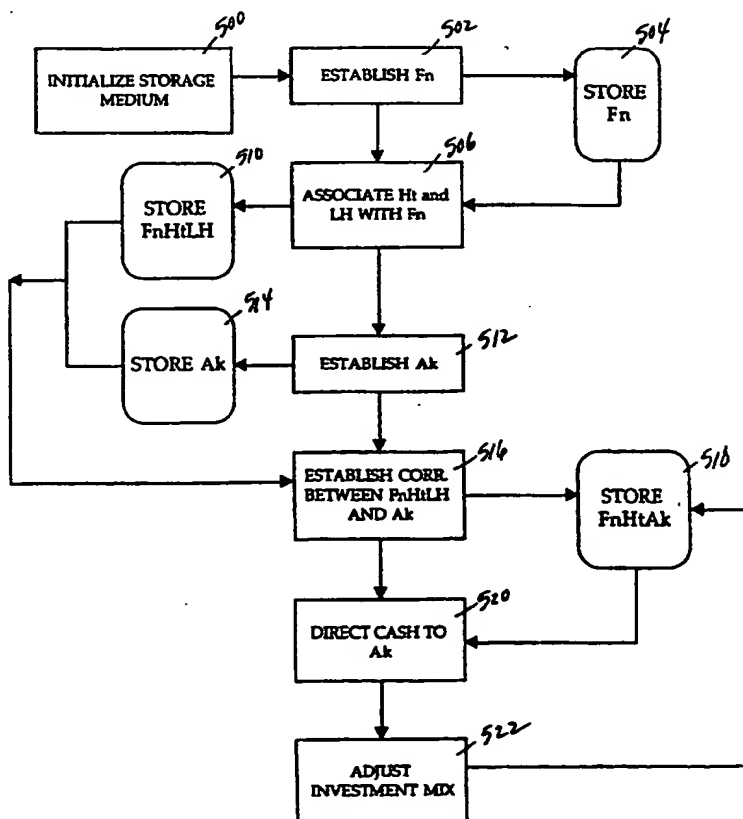 500
INITIALIZE STORAGE
MEDIUM
502
ESTABLISH Fn
504
STORE
Fn
506
ASSOCIATE Ht and
LH WITH Fn
510
STORE
FnHtLH
512
ESTABLISH Ak
514
STORE Ak
516
ESTABLISH CORR.
BETWEEN FnHtLH
AND Ak
518
STORE
FnHtAk
520
DIRECT CASH TO
Ak
522
ADJUST
INVESTMENT MIX